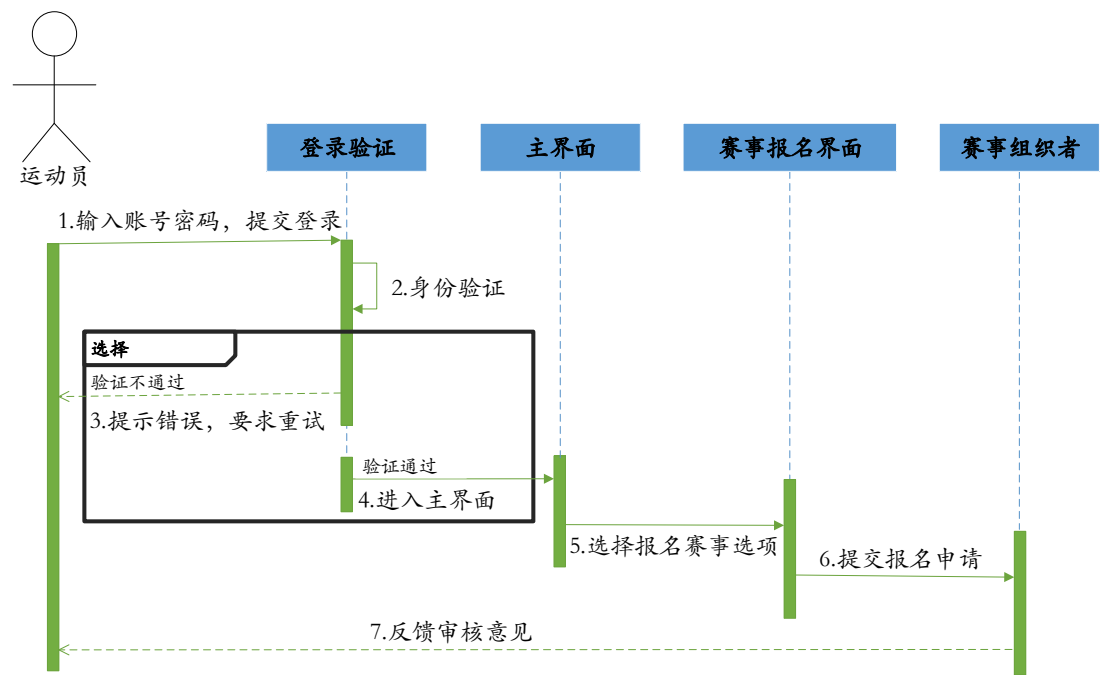 登录验证
主界面
赛事报名界面
赛事组织者
运动员
1.输入账号密码，提交登录
2.身份验证
选择
验证不通过
3.提示错误，要求重试
验证通过
4.进入主界面
5.选择报名赛事选项
6.提交报名申请
7.反馈审核意见